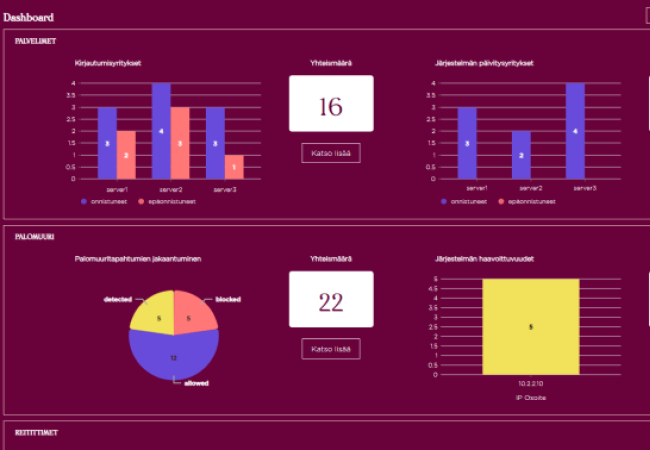 Dashboard
PALVELIMET
Kirjautumisyritykset
4
3.5
3
2.5
2
1.5
1
0.5
0
3
2
4
3
3
1
server1
server2
server3
onnistuneet
epäonnistuneet
Yhteismäärä
16
Katso lisää
Järjestelmän päivitysyritykset
4
3.5
3
2.5
2
1.5
1
0.5
0
3
2
4
server1
server2
server3
onnistuneet
epäonnistuneet
PALOMUURI
Palomuuritapahtumien jakaantuminen
detected
blocked
5
5
12
allowed
Yhteismäärä
22
Katso lisää
Järjestelmän haavoittuvuudet
5
4.5
4
3.5
3
2.5
2
1.5
1
0.5
0
5
10.2.2.10
IP Osoite
REITITTIMET